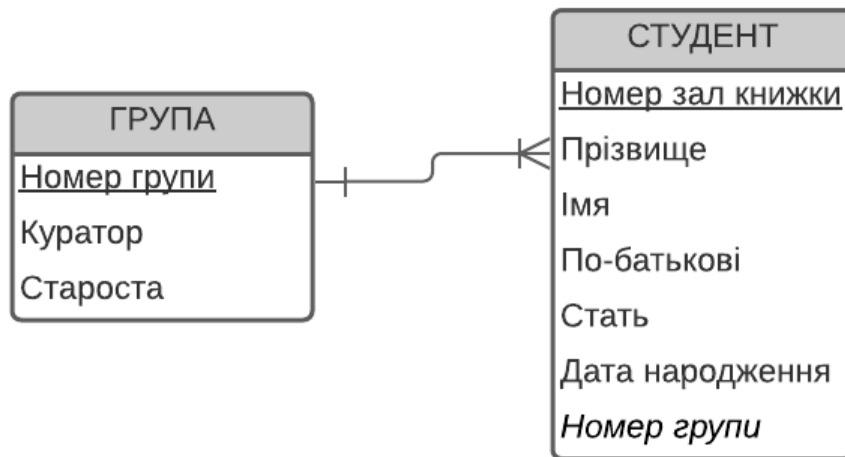 ГРУПА
Номер групи
Куратор
Староста
СТУДЕНТ
Номер зал книжки
Прізвище
Імя
По-батькові
Стать
Дата народження
Номер групи